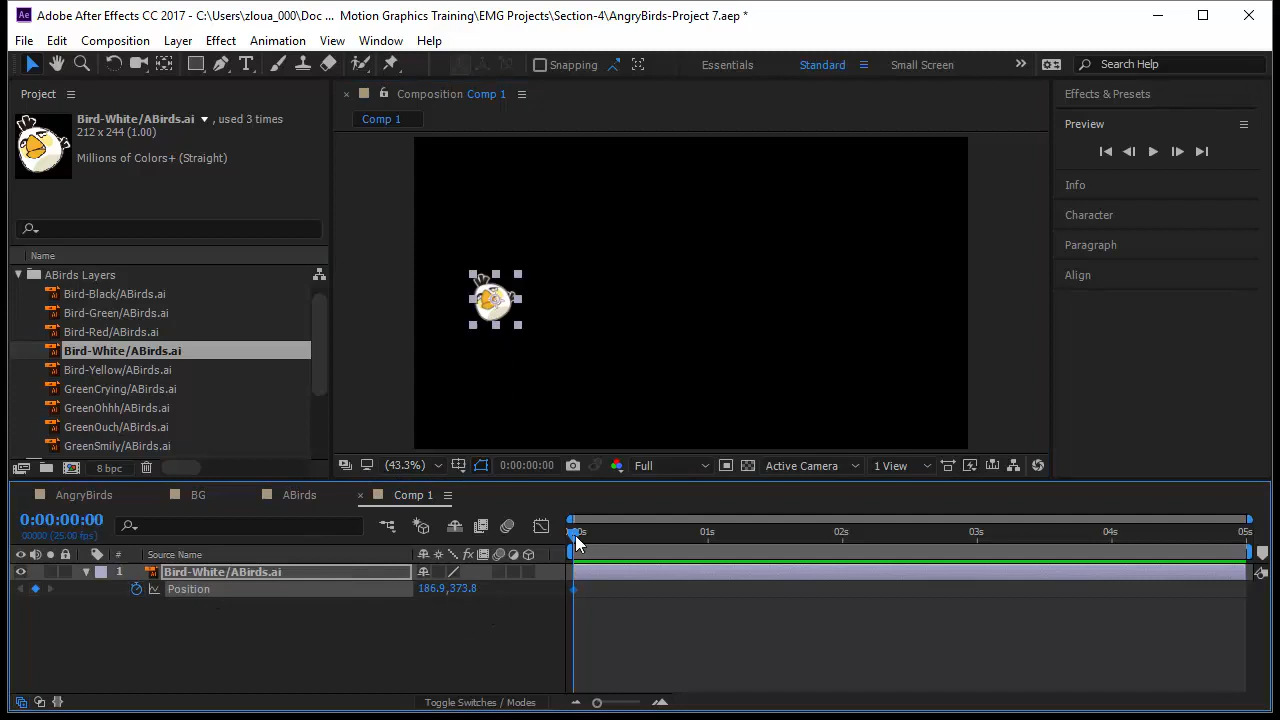 Adobe After Effects CC 2017 - C:\Users\zloua_000\Doc ... Motion Graphics Training\EMG Projects\Section-4\AngryBirds-Project 7.aep *
File Edit Composition Layer Effect Animation View Window Help
Snapping Essentials Standard Small Screen Search Help
Project
Bird-White/ABirds.ai , used 3 times
212 x 244 (1.00)
Millions of Colors+ (Straight)
Name
ABirds Layers
Bird-Black/ABirds.ai
Bird-Green/ABirds.ai
Bird-Red/ABirds.ai
Bird-White/ABirds.ai
Bird-Yellow/ABirds.ai
GreenCrying/ABirds.ai
GreenOhhh/ABirds.ai
GreenOuch/ABirds.ai
GreenSmily/ABirds.ai
8 bpc
Composition Comp 1
Comp 1
(43.3%) 0:00:00:00 Full Active Camera 1 View
Effects & Presets
Preview
Info
Character
Paragraph
Align
AngryBirds BG ABirds Comp 1
0:00:00:00
00000 (25.00 fps)
01s 02s 03s 04s 05s
# Source Name
1 Bird-White/ABirds.ai
Position 186.9,373.8
Toggle Switches / Modes